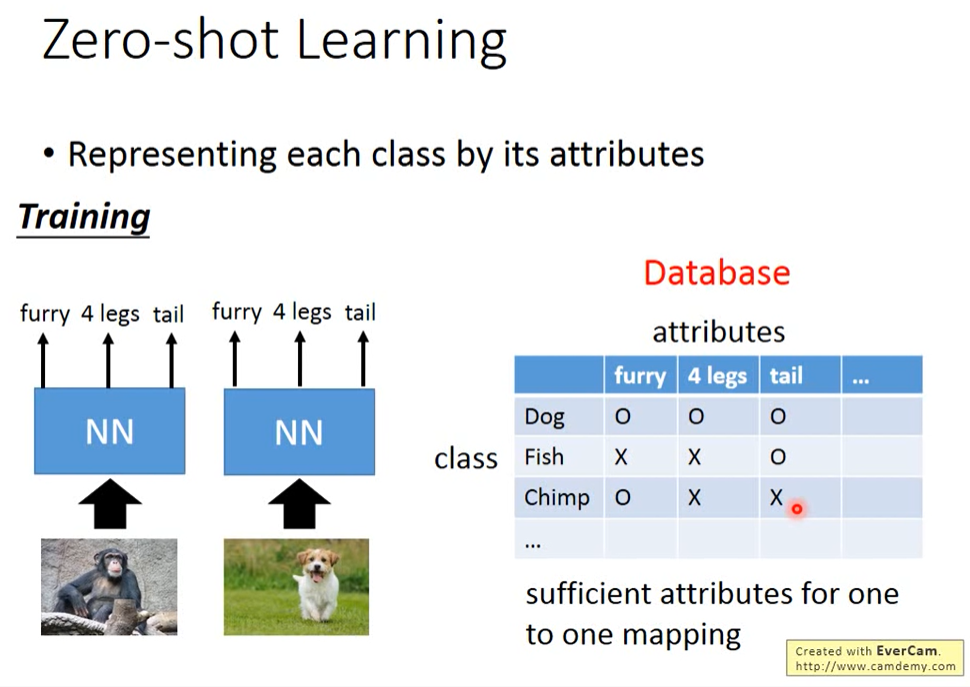 Zero-shot Learning
• Representing each class by its attributes
Training
furry 4 legs tail
NN
furry 4 legs tail
NN
Database
attributes
class
furry 4 legs tail ...
Dog O O O
Fish X X O
Chimp O X X
...
sufficient attributes for one
to one mapping
Created with EverCam.
http://www.camdemy.com